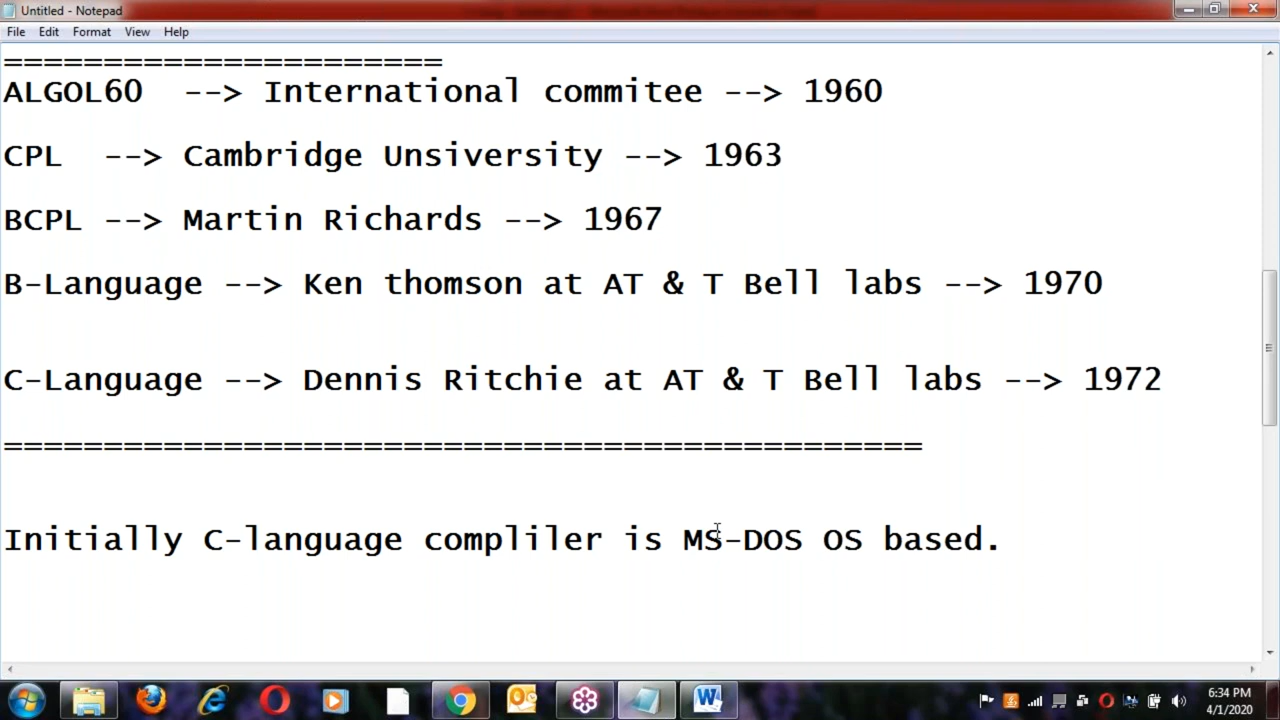 Untitled - Notepad
File Edit Format View Help
======================
ALGOL60 --> International commitee --> 1960
CPL --> Cambridge Unsiversity --> 1963
BCPL --> Martin Richards --> 1967
B-Language --> Ken thomson at AT & T Bell labs --> 1970
C-Language --> Dennis Ritchie at AT & T Bell labs --> 1972
==============================================
Initially C-language compliler is MS-DOS OS based.
6:34 PM
4/1/2020